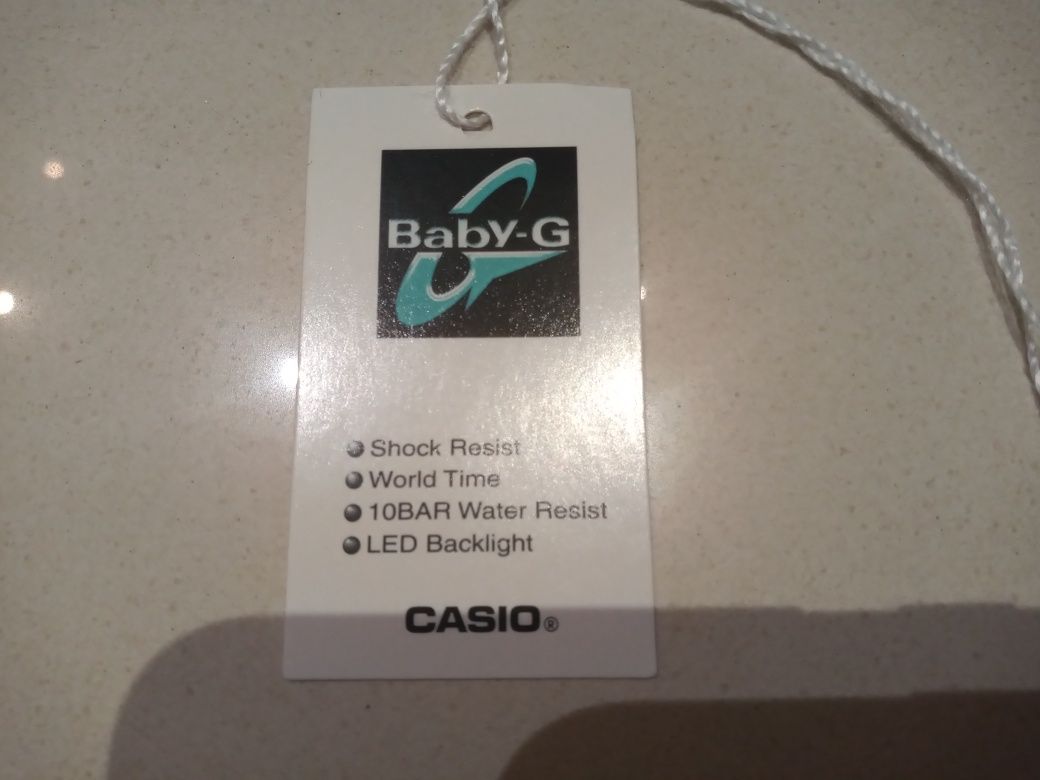 Baby-G
Shock Resist
World Time
10BAR Water Resist
LED Backlight
CASIO®